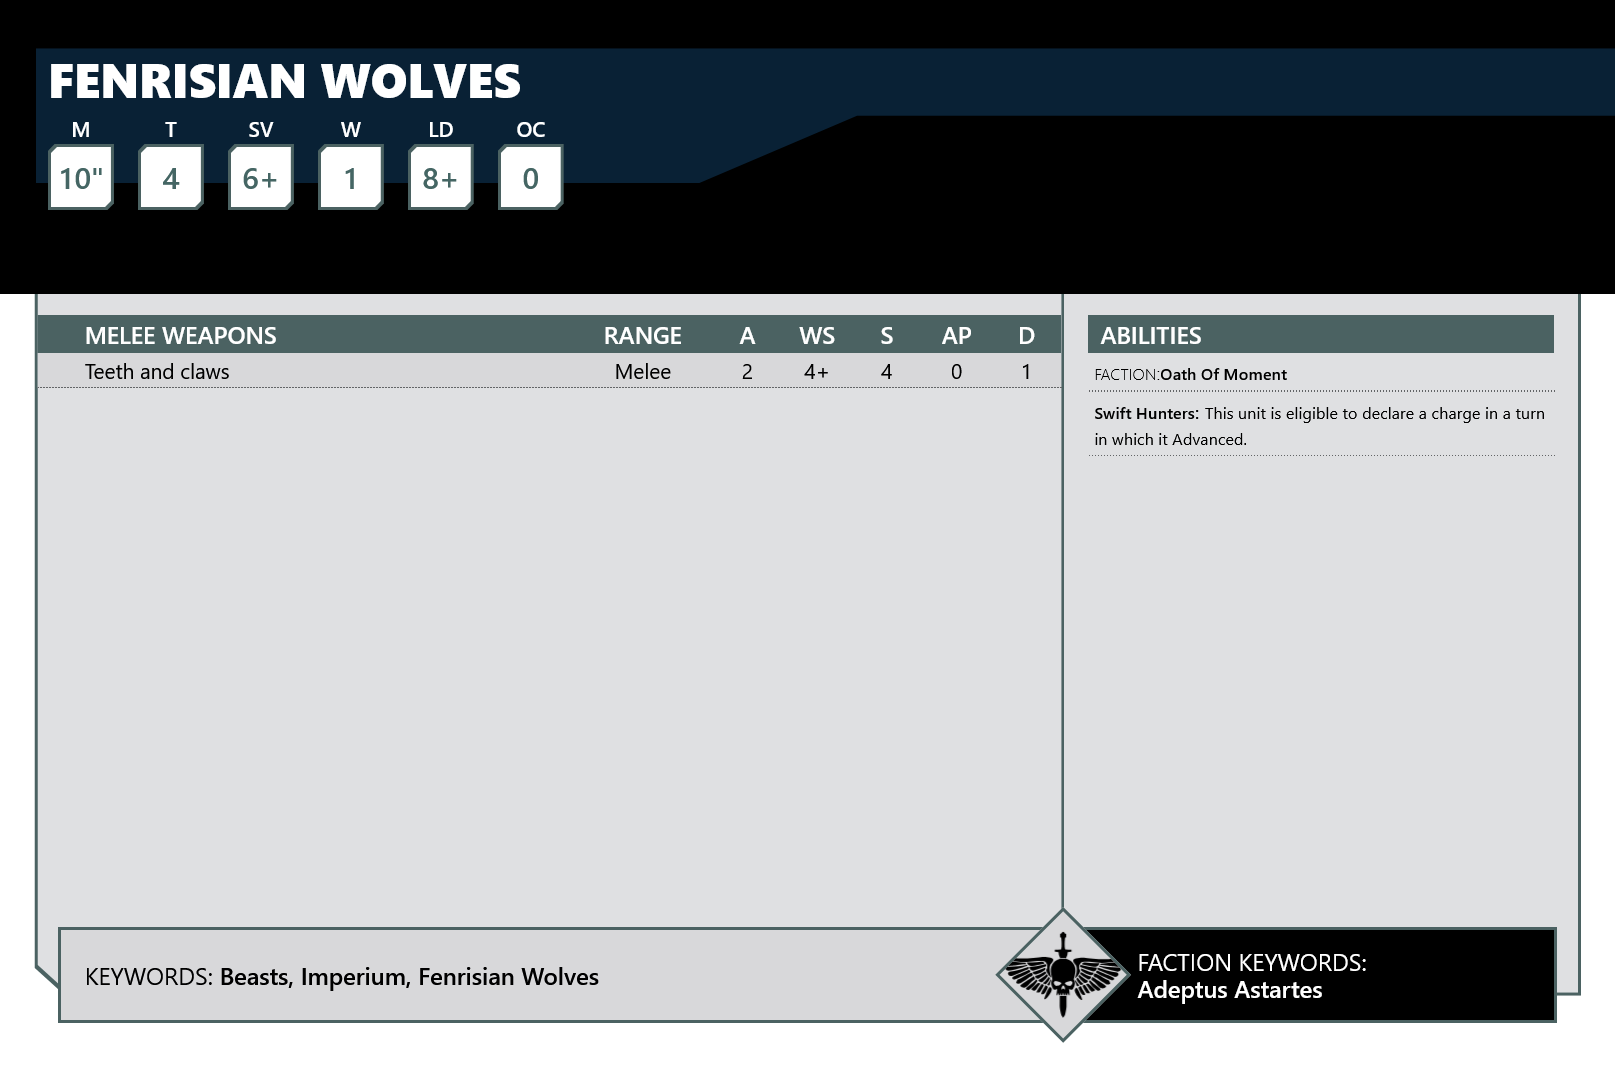 FENRISIAN WOLVES
M T SV W LD OC
10" 4 6+ 1 8+ 0
MELEE WEAPONS RANGE A WS S AP D
Teeth and claws Melee 2 4+ 4 0 1
ABILITIES
FACTION:Oath Of Moment
Swift Hunters: This unit is eligible to declare a charge in a turn
in which it Advanced.
KEYWORDS: Beasts, Imperium, Fenrisian Wolves
FACTION KEYWORDS:
Adeptus Astartes